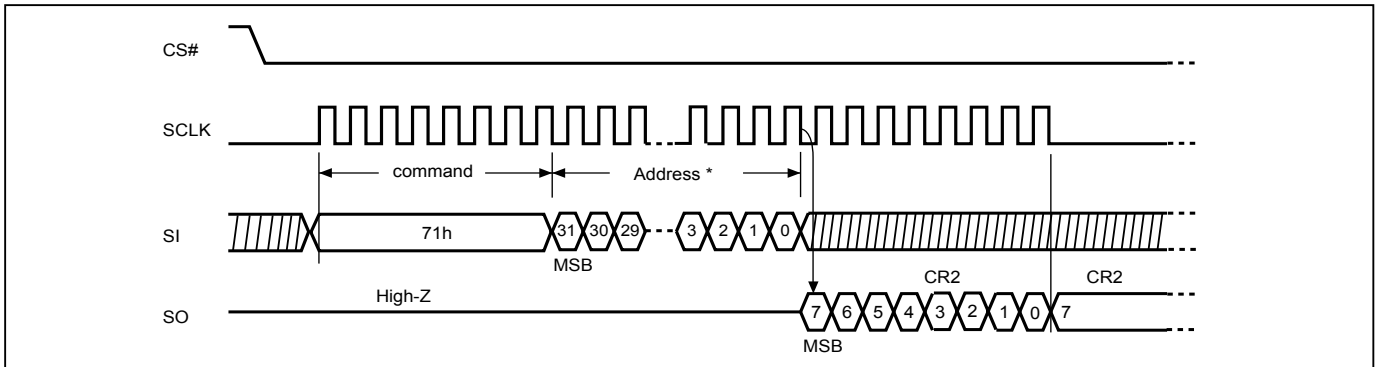 CS#
SCLK
command Address *
SI 71h 31 30 29 3 2 1 0
MSB
CR2 CR2
High-Z
SO 7 6 5 4 3 2 1 0 7
MSB